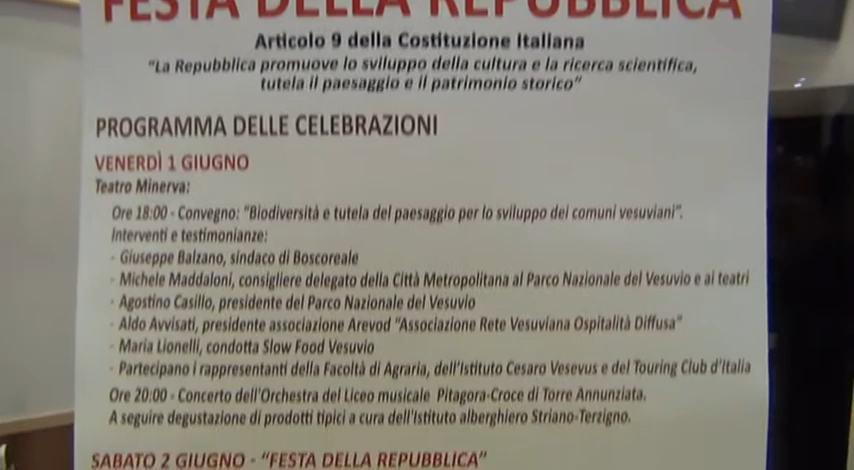 FESTA DELLA REPUBBLICA
Articolo 9 della Costituzione Italiana
"La Repubblica promuove lo sviluppo della cultura e la ricerca scientifica,
tutela il paesaggio e il patrimonio storico"
PROGRAMMA DELLE CELEBRAZIONI
VENERDÌ 1 GIUGNO
Teatro Minerva:
Ore 18:00 - Convegno: "Biodiversità e tutela del paesaggio per lo sviluppo dei comuni vesuviani".
Interventi e testimonianze:
- Giuseppe Balzano, sindaco di Boscoreale
- Michele Maddaloni, consigliere delegato della Città Metropolitana al Parco Nazionale del Vesuvio e ai teatri
- Agostino Casillo, presidente del Parco Nazionale del Vesuvio
- Aldo Avvisati, presidente associazione Arevod "Associazione Rete Vesuviana Ospitalità Diffusa"
- Maria Lionelli, condotta Slow Food Vesuvio
- Partecipano i rappresentanti della Facoltà di Agraria, dell'Istituto Cesaro Vesevus e del Touring Club d'Italia
Ore 20:00 - Concerto dell'Orchestra del Liceo musicale Pitagora-Croce di Torre Annunziata.
A seguire degustazione di prodotti tipici a cura dell'Istituto alberghiero Striano-Terzigno.
SABATO 2 GIUGNO - "FESTA DELLA REPUBBLICA"